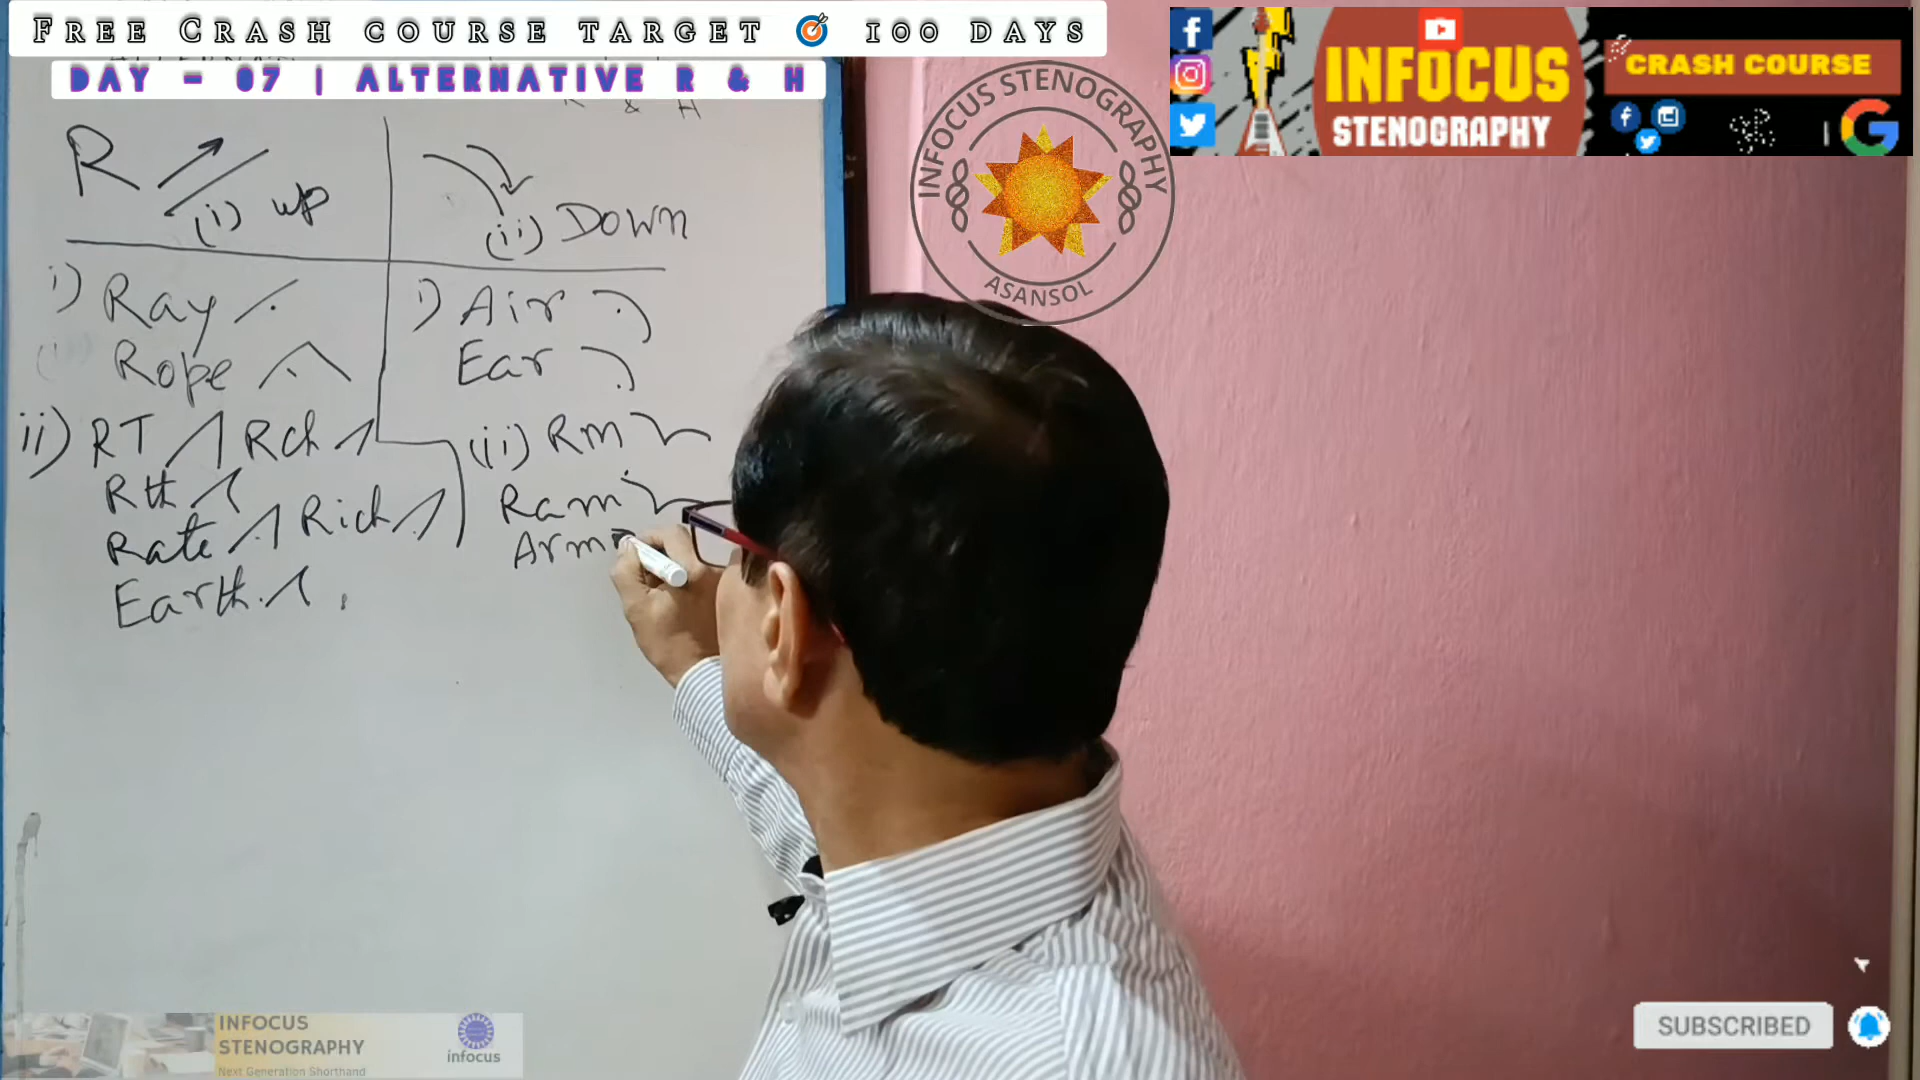 FREE CRASH COURSE TARGET 100 DAYS
DAY - 07 | ALTERNATIVE R & H
R & H
R (i) up
(ii) Down
i) Ray
Rope
ii) RT Rch
Rth
Rate Rich
Earth
i) Air
Ear
(ii) Rm
Ram
Arm
INFOCUS STENOGRAPHY
ASANSOL
INFOCUS
STENOGRAPHY
CRASH COURSE
INFOCUS
STENOGRAPHY
Next Generation Shorthand
infocus
SUBSCRIBED